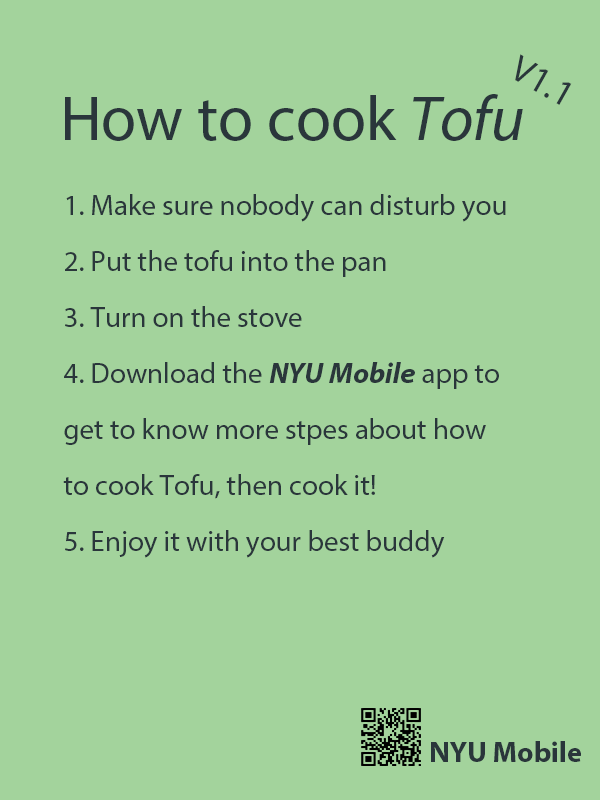 V1.1
How to cook Tofu
1. Make sure nobody can disturb you
2. Put the tofu into the pan
3. Turn on the stove
4. Download the NYU Mobile app to
get to know more stpes about how
to cook Tofu, then cook it!
5. Enjoy it with your best buddy
NYU Mobile